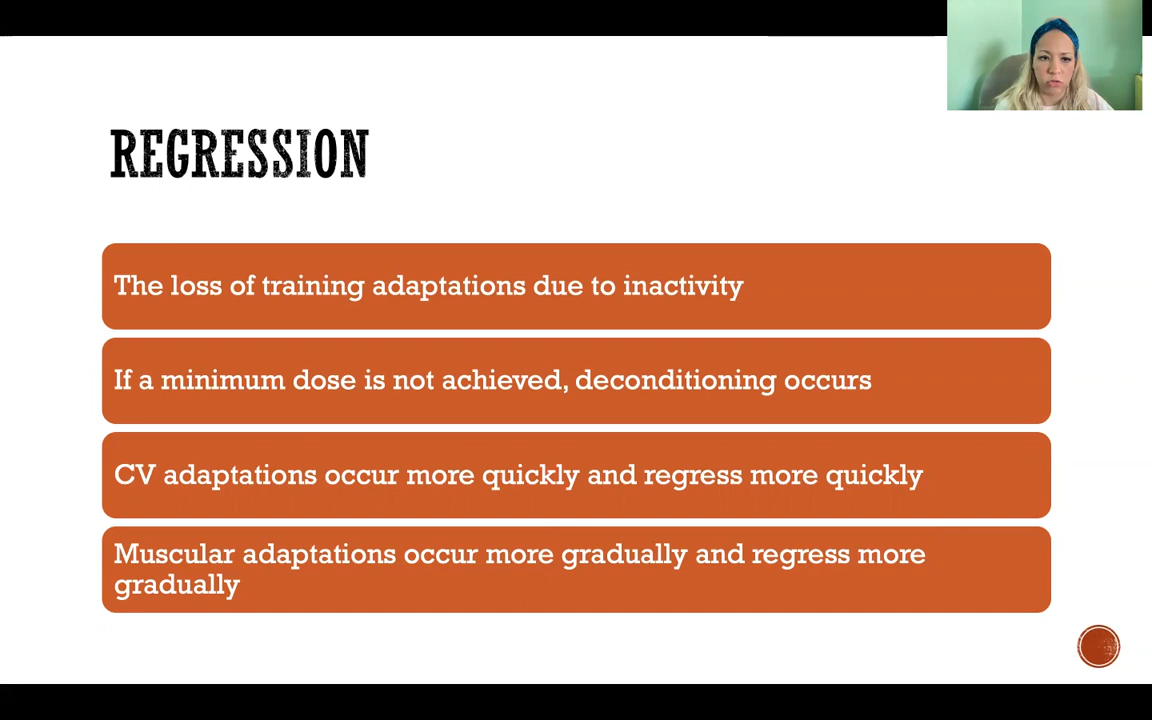 REGRESSION
The loss of training adaptations due to inactivity
If a minimum dose is not achieved, deconditioning occurs
CV adaptations occur more quickly and regress more quickly
Muscular adaptations occur more gradually and regress more
gradually